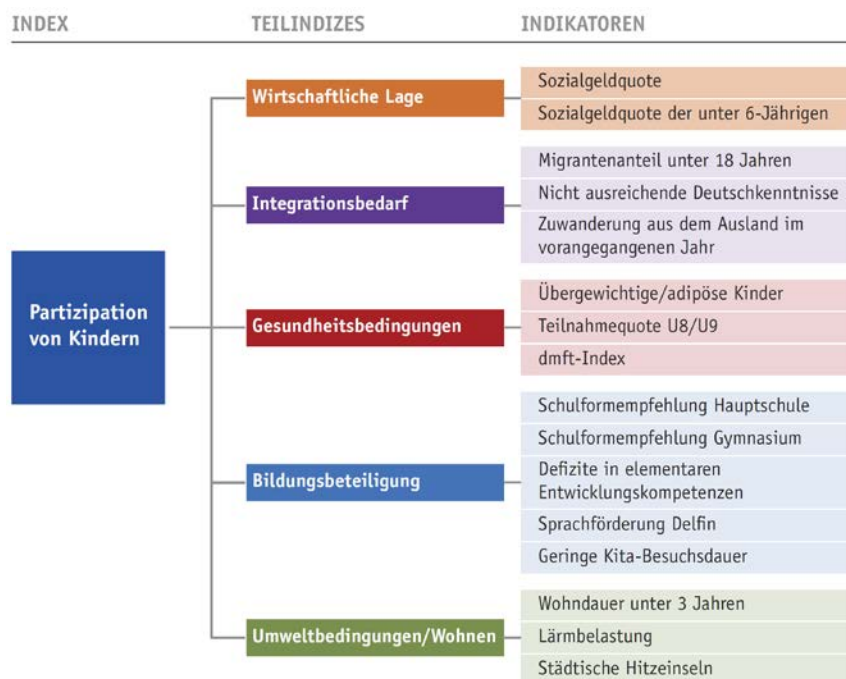 INDEX
TEILINDIZES
INDIKATOREN
Partizipation
von Kindern
Wirtschaftliche Lage
Sozialgeldquote
Sozialgeldquote der unter 6-Jährigen
Integrationsbedarf
Migrantenanteil unter 18 Jahren
Nicht ausreichende Deutschkenntnisse
Zuwanderung aus dem Ausland im
vorangegangenen Jahr
Gesundheitsbedingungen
Übergewichtige/adipöse Kinder
Teilnahmequote U8/U9
dmft-Index
Bildungsbeteiligung
Schulformempfehlung Hauptschule
Schulformempfehlung Gymnasium
Defizite in elementaren
Entwicklungskompetenzen
Sprachförderung Delfin
Geringe Kita-Besuchsdauer
Umweltbedingungen/Wohnen
Wohndauer unter 3 Jahren
Lärmbelastung
Städtische Hitzeinseln